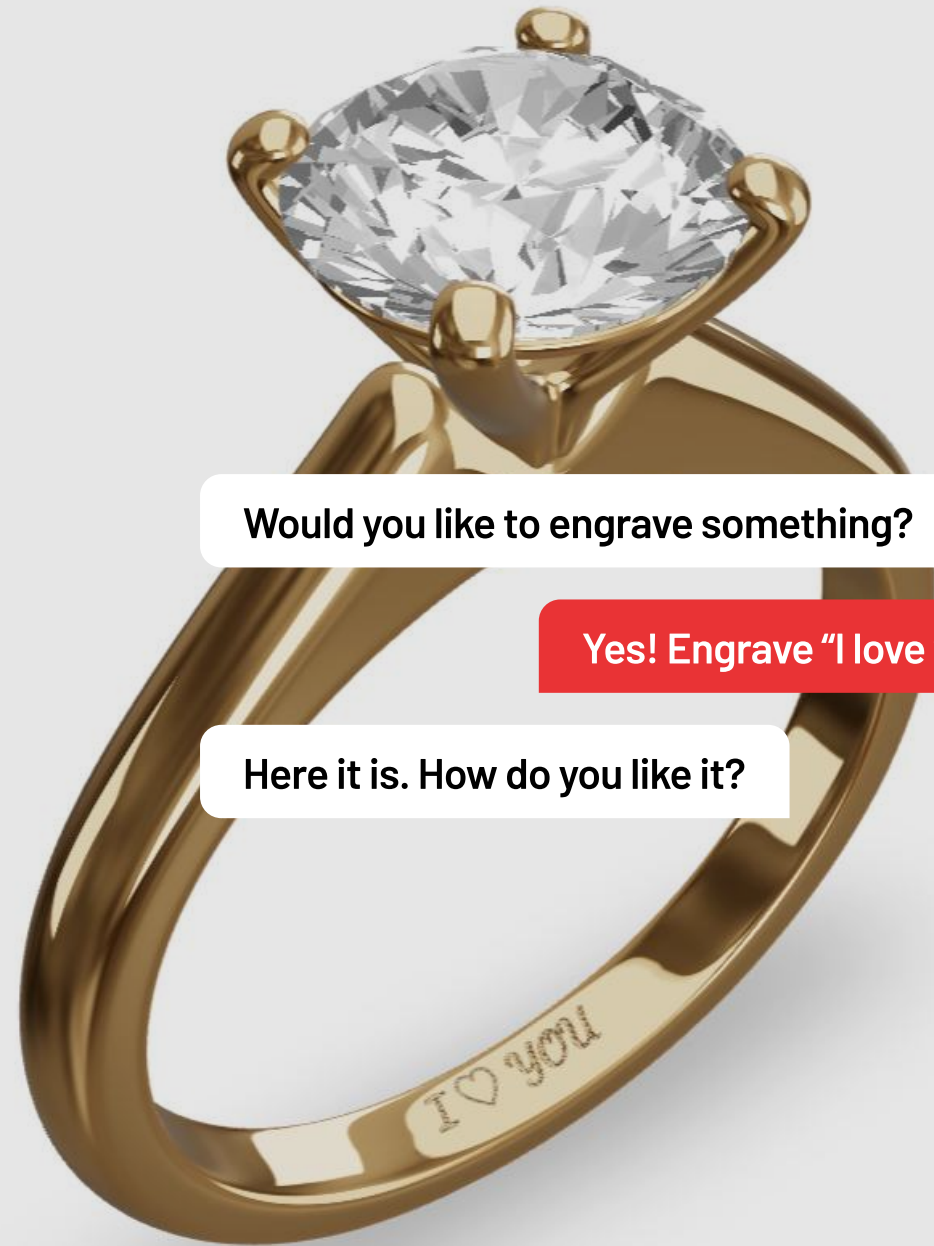 Would you like to engrave something?
Yes! Engrave “I love
Here it is. How do you like it?
I ♡ YOU